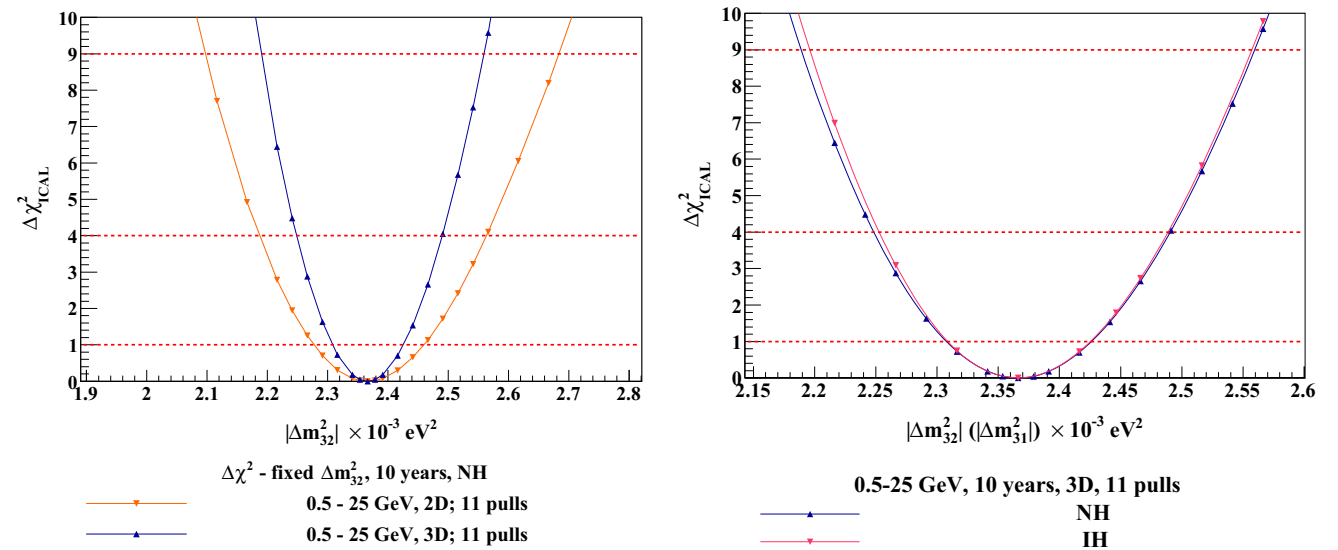 10
9
8
7
6
5
4
3
2
1
0
Δχ²ICAL
1.9 2 2.1 2.2 2.3 2.4 2.5 2.6 2.7 2.8
|Δm²32| × 10⁻³ eV²
Δχ² - fixed Δm²32, 10 years, NH
0.5 - 25 GeV, 2D; 11 pulls
0.5 - 25 GeV, 3D; 11 pulls
10
9
8
7
6
5
4
3
2
1
0
Δχ²ICAL
2.15 2.2 2.25 2.3 2.35 2.4 2.45 2.5 2.55 2.6
|Δm²32| (|Δm²31|) × 10⁻³ eV²
0.5-25 GeV, 10 years, 3D, 11 pulls
NH
IH